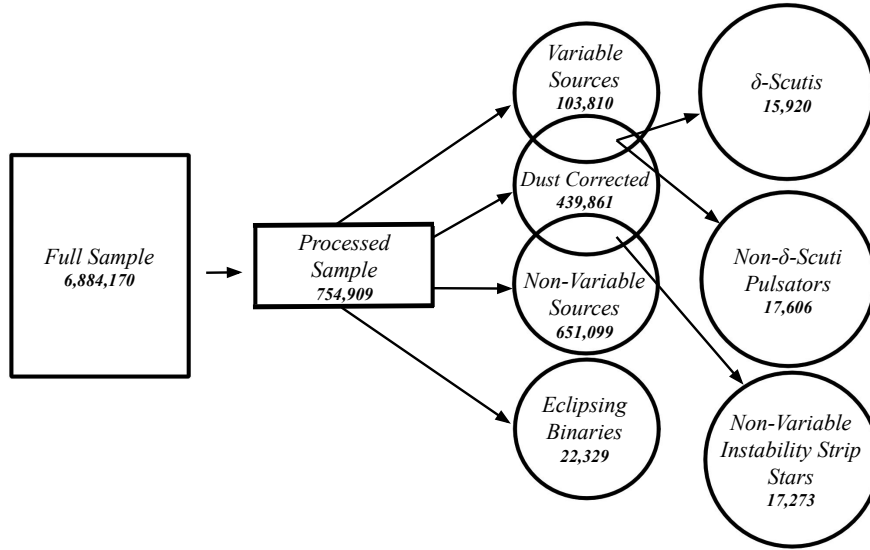 Full Sample
6,884,170
Processed
Sample
754,909
Variable
Sources
103,810
Dust Corrected
439,861
Non-Variable
Sources
651,099
Eclipsing
Binaries
22,329
δ-Scutis
15,920
Non-δ-Scuti
Pulsators
17,606
Non-Variable
Instability Strip
Stars
17,273